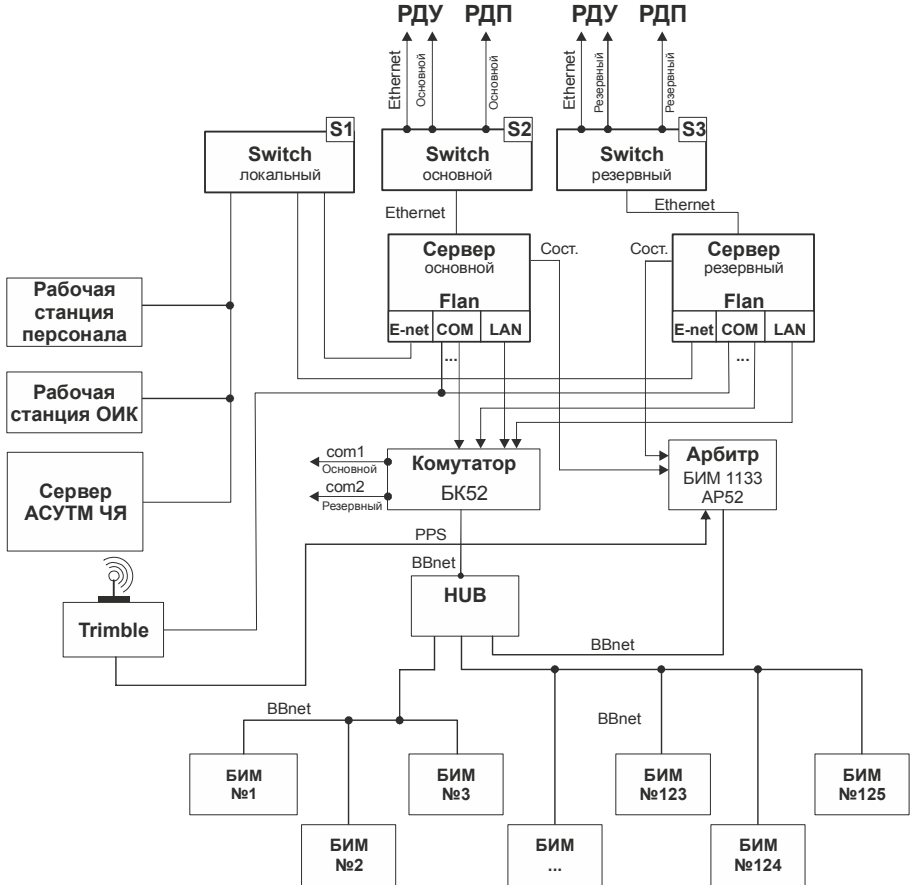 РДУ РДП
РДУ РДП
Ethernet
Основной
Основной
Ethernet
Резервный
Резервный
S1
Switch
локальный
S2
Switch
основной
S3
Switch
резервный
Ethernet
Ethernet
Сервер
основной
Flan
E-net COM LAN
...
Сост.
Сост.
Сервер
резервный
Flan
E-net COM LAN
...
Рабочая
станция
персонала
Рабочая
станция ОИК
Сервер
АСУТМ ЧЯ
com1
Основной
com2
Резервный
Комутатор
БК52
Арбитр
БИМ 1133
АР52
PPS
BBnet
HUB
Trimble
BBnet
BBnet
BBnet
БИМ
№1
БИМ
№2
БИМ
№3
БИМ
...
БИМ
№123
БИМ
№124
БИМ
№125